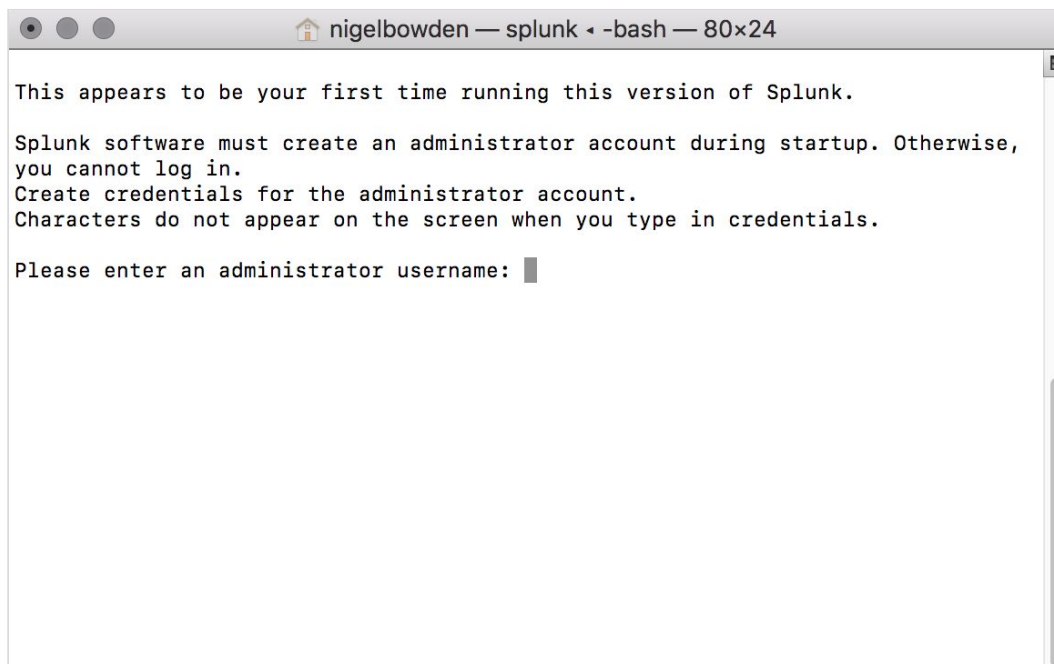 nigelbowden — splunk ◂ -bash — 80×24
This appears to be your first time running this version of Splunk.
Splunk software must create an administrator account during startup. Otherwise,
you cannot log in.
Create credentials for the administrator account.
Characters do not appear on the screen when you type in credentials.
Please enter an administrator username: